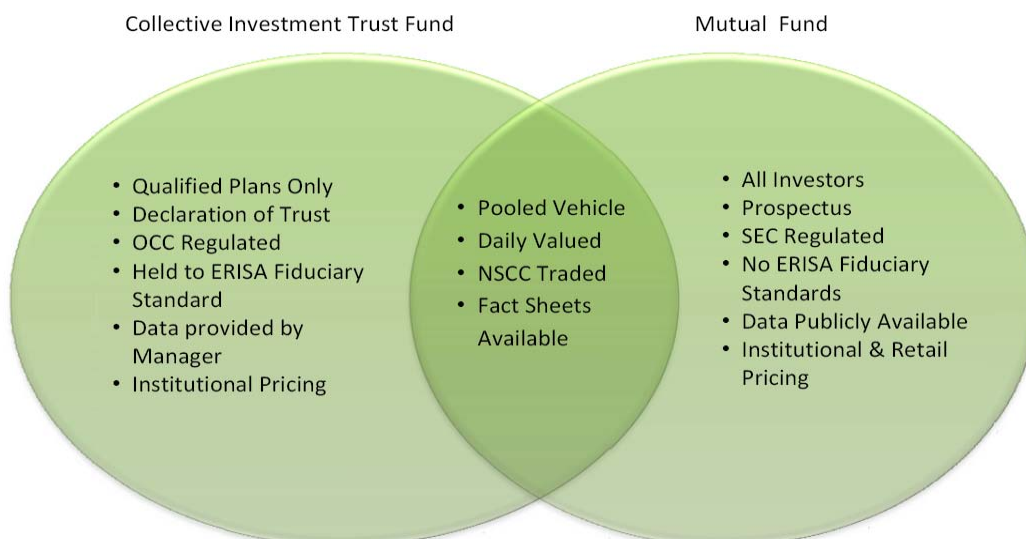 Collective Investment Trust Fund
Mutual Fund
• Qualified Plans Only
• Declaration of Trust
• OCC Regulated
• Held to ERISA Fiduciary
Standard
• Data provided by
Manager
• Institutional Pricing
• Pooled Vehicle
• Daily Valued
• NSCC Traded
• Fact Sheets
Available
• All Investors
• Prospectus
• SEC Regulated
• No ERISA Fiduciary
Standards
• Data Publicly Available
• Institutional & Retail
Pricing